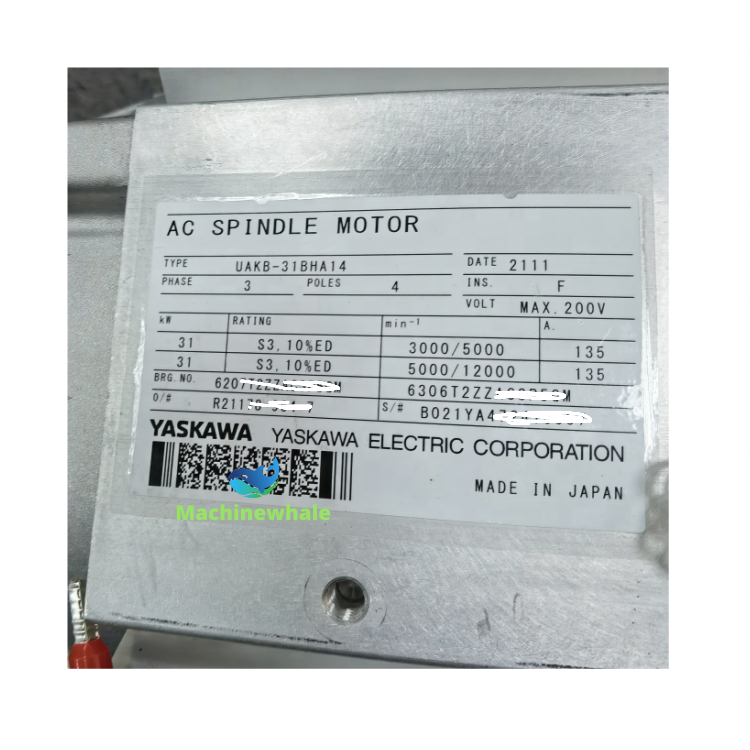 AC SPINDLE MOTOR
TYPE UAKB-31BHA14 DATE 2111
PHASE 3 POLES 4 INS. F
VOLT MAX.200V
kW RATING min-1 A.
31 S3,10%ED 3000/5000 135
31 S3,10%ED 5000/12000 135
BRG.NO.
O/# S/#
YASKAWA YASKAWA ELECTRIC CORPORATION
MADE IN JAPAN
Machinewhale